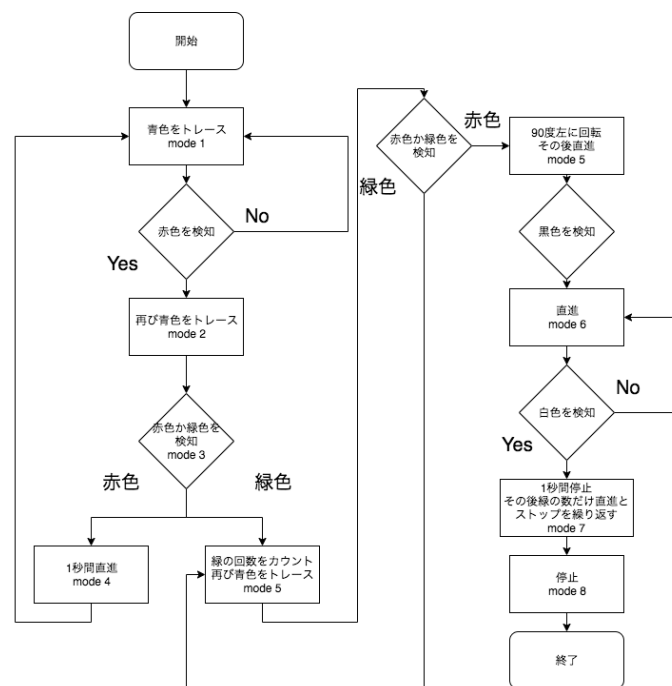 開始
青色をトレース
mode 1
赤色を検知
No
Yes
再び青色をトレース
mode 2
赤色か緑色を
検知
mode 3
赤色
緑色
1秒間直進
mode 4
緑の回数をカウント
再び青色をトレース
mode 5
赤色か緑色を
検知
赤色
緑色
90度左に回転
その後直進
mode 5
黒色を検知
直進
mode 6
白色を検知
No
Yes
1秒間停止
その後緑の数だけ直進と
ストップを繰り返す
mode 7
停止
mode 8
終了